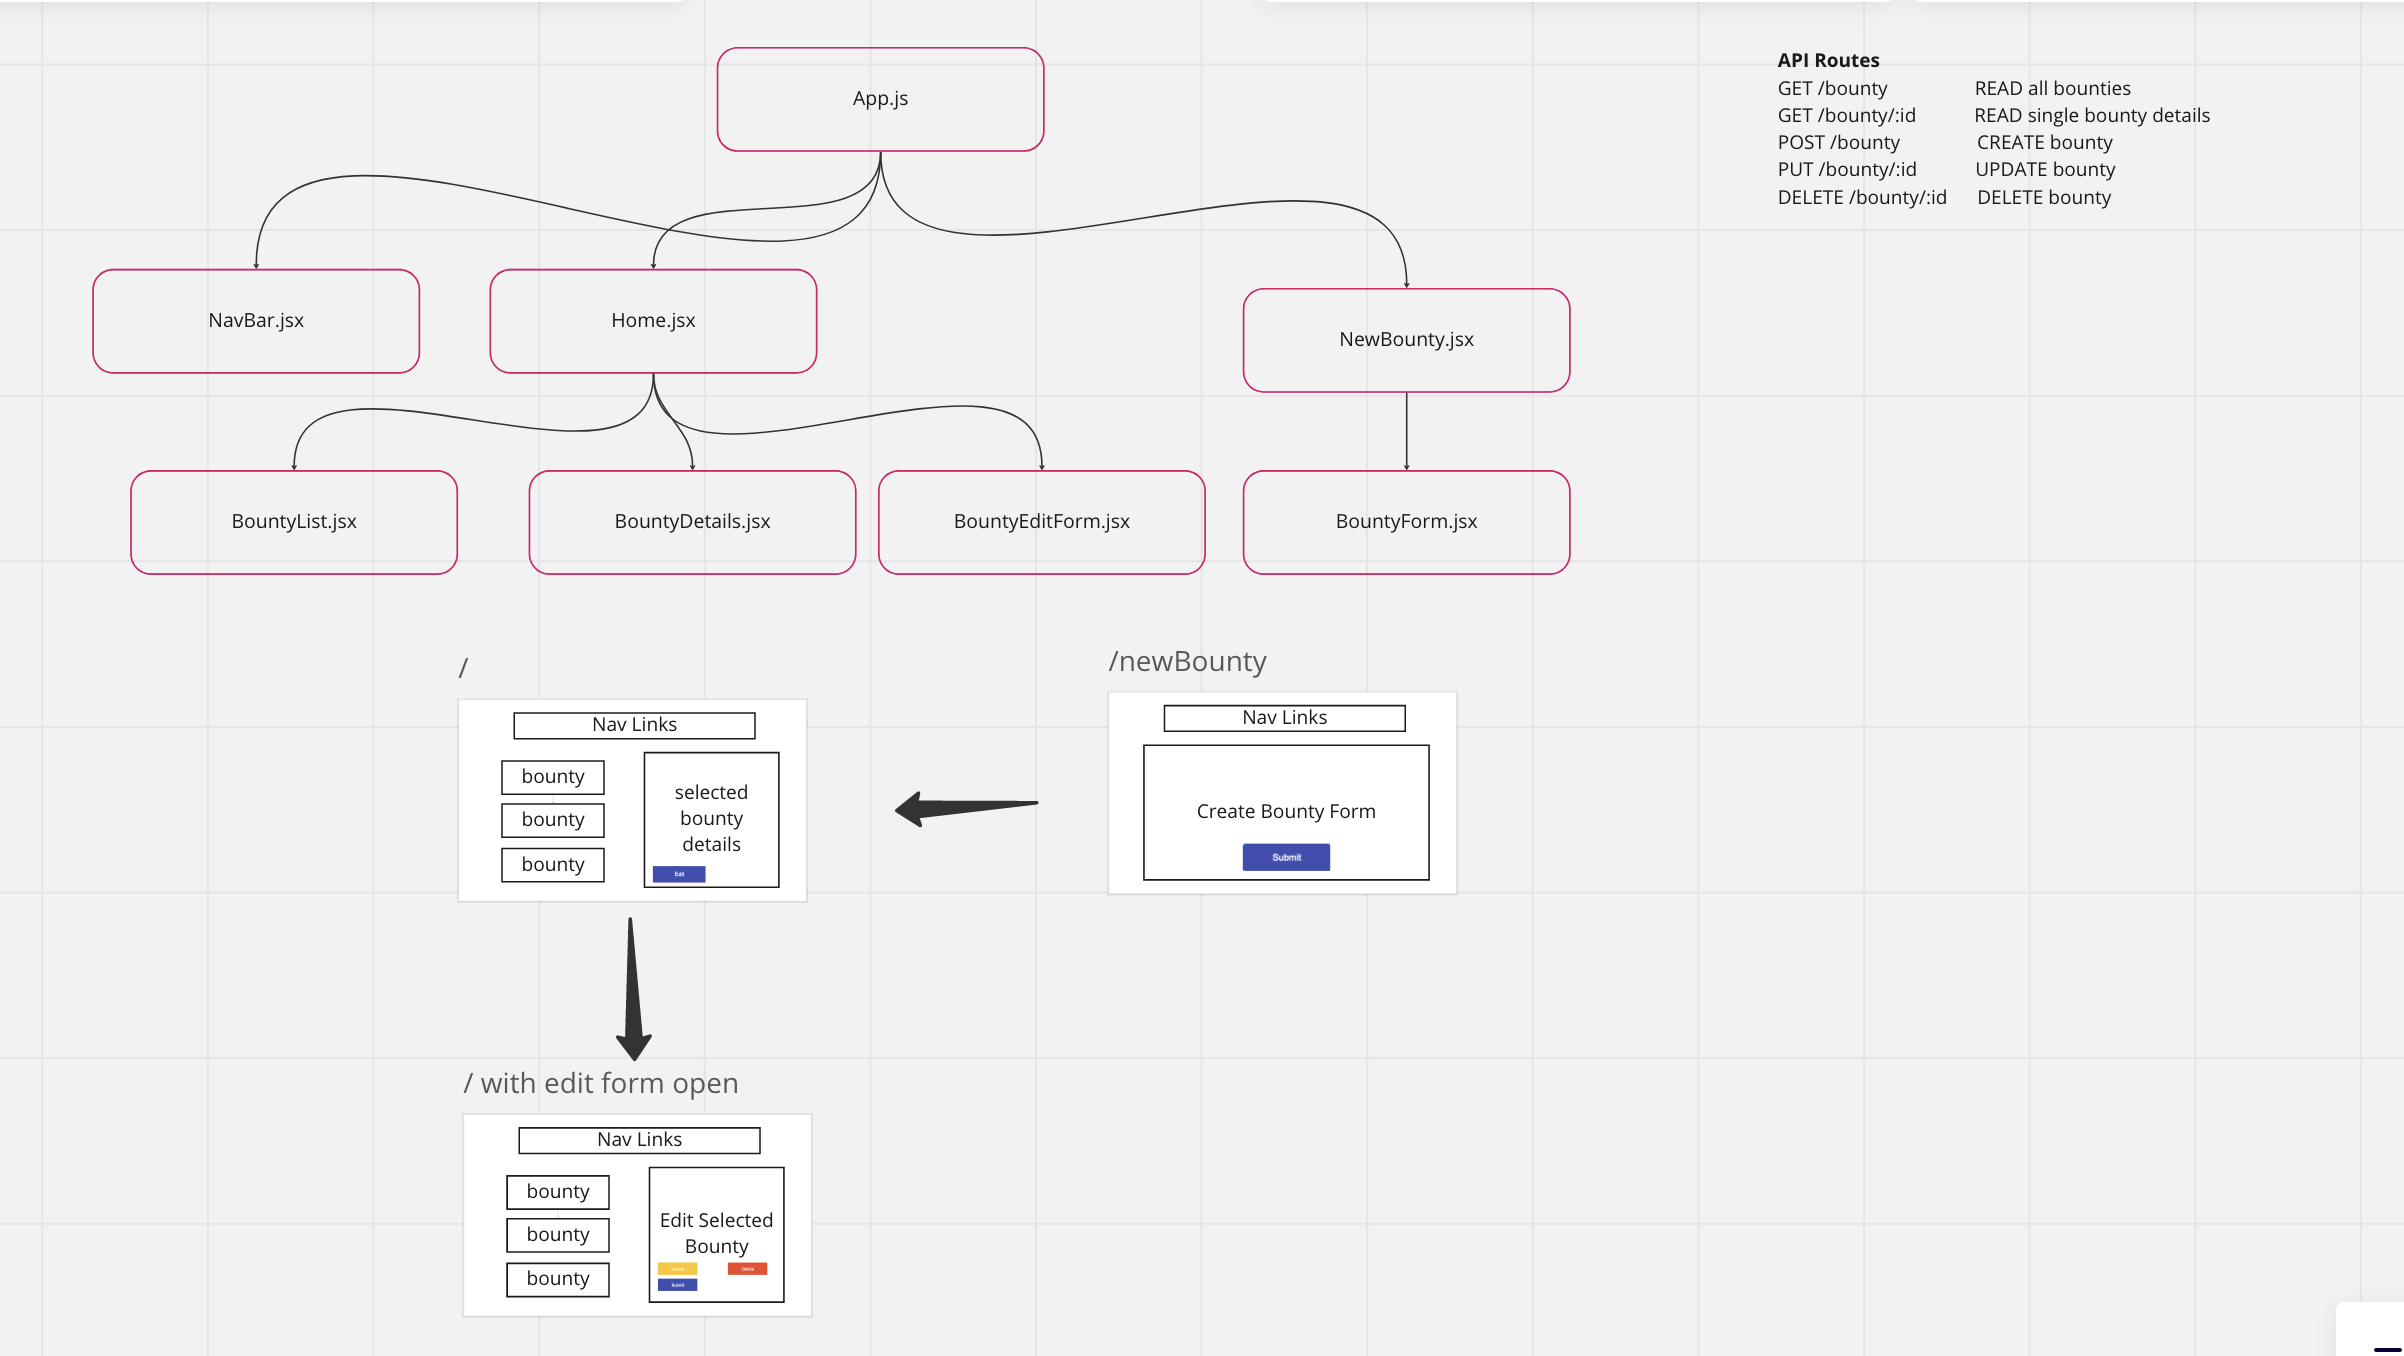 App.js
API Routes
GET /bounty READ all bounties
GET /bounty/:id READ single bounty details
POST /bounty CREATE bounty
PUT /bounty/:id UPDATE bounty
DELETE /bounty/:id DELETE bounty
NavBar.jsx
Home.jsx
NewBounty.jsx
BountyList.jsx
BountyDetails.jsx
BountyEditForm.jsx
BountyForm.jsx
/
Nav Links
bounty
bounty
bounty
selected
bounty
details
Edit
/newBounty
Nav Links
Create Bounty Form
Submit
/ with edit form open
Nav Links
bounty
bounty
bounty
Edit Selected
Bounty
Cancel
Delete
Submit